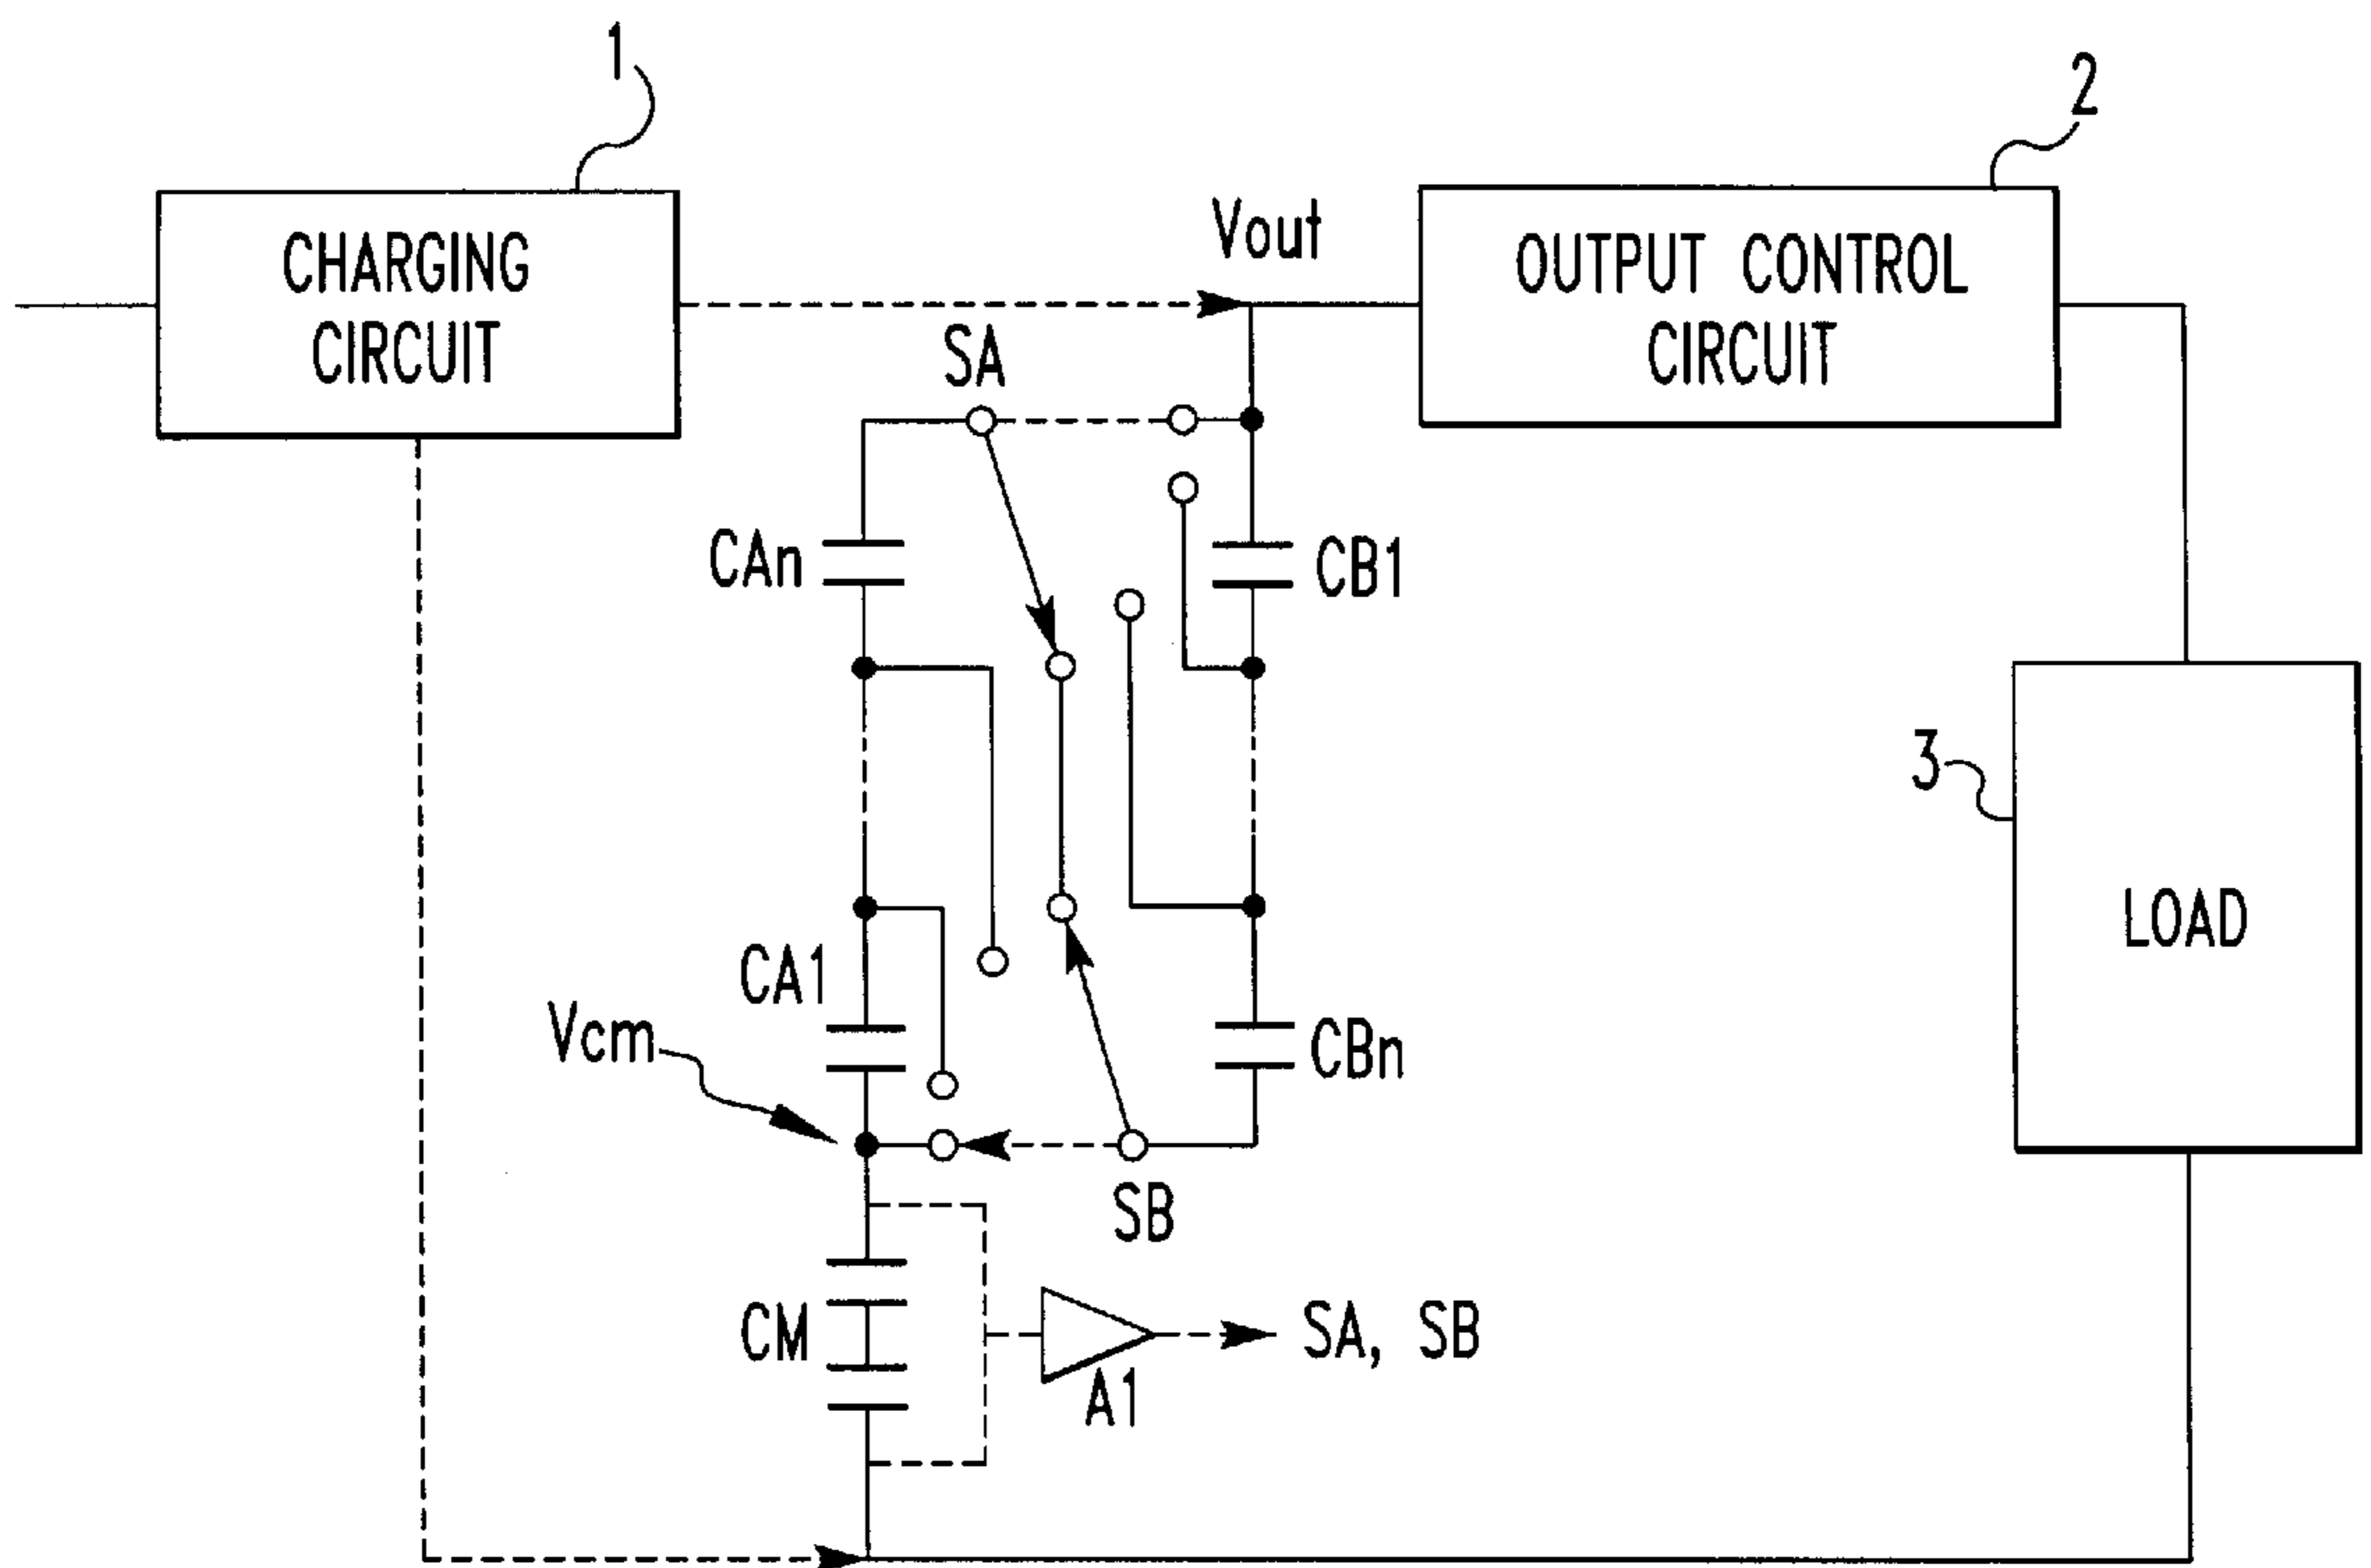 1
2
CHARGING
CIRCUIT
Vout
OUTPUT CONTROL
CIRCUIT
SA
CAn
CB1
3
LOAD
CA1
Vcm
CBn
SB
CM
SA, SB
A1